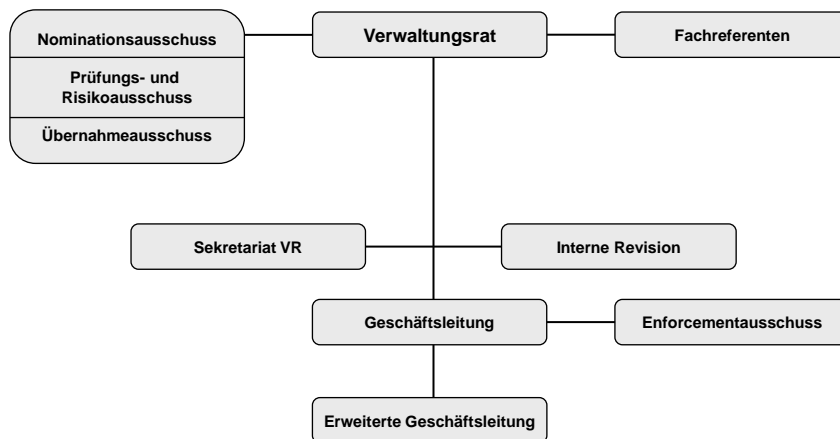 Nominationsausschuss
Prüfungs- und
Risikoausschuss
Übernahmeausschuss
Verwaltungsrat
Fachreferenten
Sekretariat VR
Interne Revision
Geschäftsleitung
Enforcementausschuss
Erweiterte Geschäftsleitung